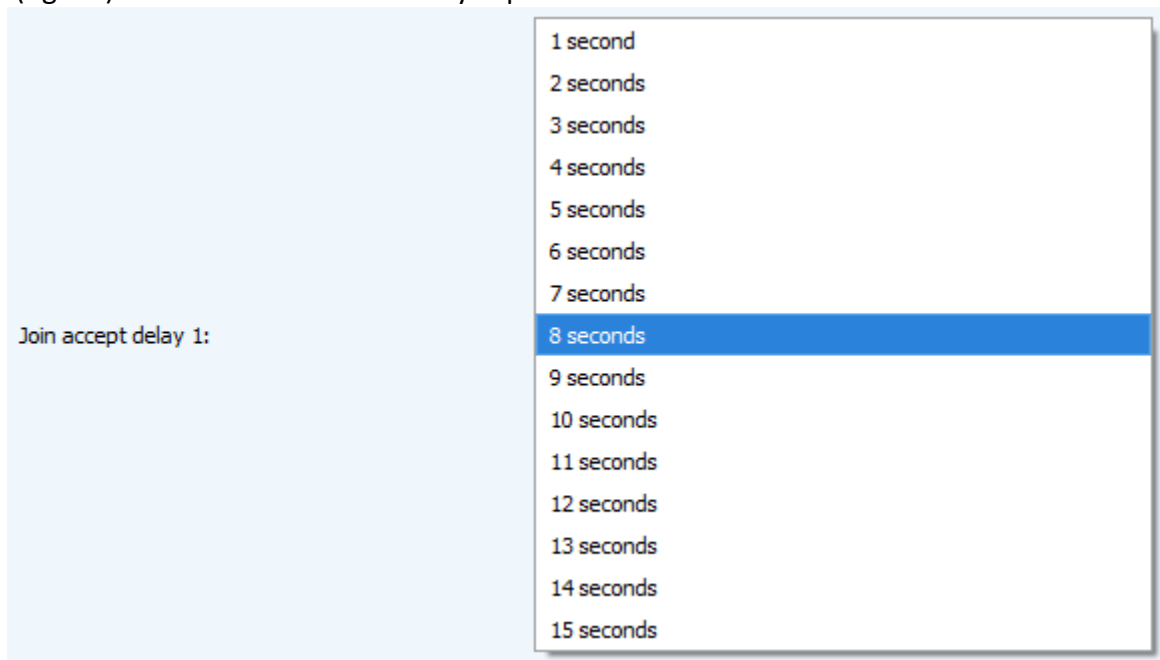 1 second
2 seconds
3 seconds
4 seconds
5 seconds
6 seconds
7 seconds
Join accept delay 1:
8 seconds
9 seconds
10 seconds
11 seconds
12 seconds
13 seconds
14 seconds
15 seconds